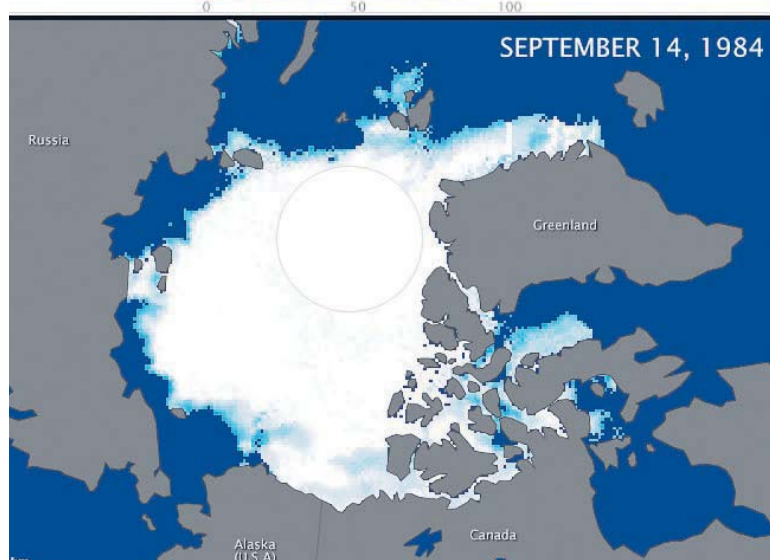 0 50 100
SEPTEMBER 14, 1984
Russia
Greenland
Alaska
(U.S.A)
Canada